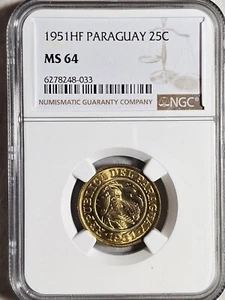 1951HF PARAGUAY 25C
MS 64
6278248-033
NUMISMATIC GUARANTY COMPANY
NGC